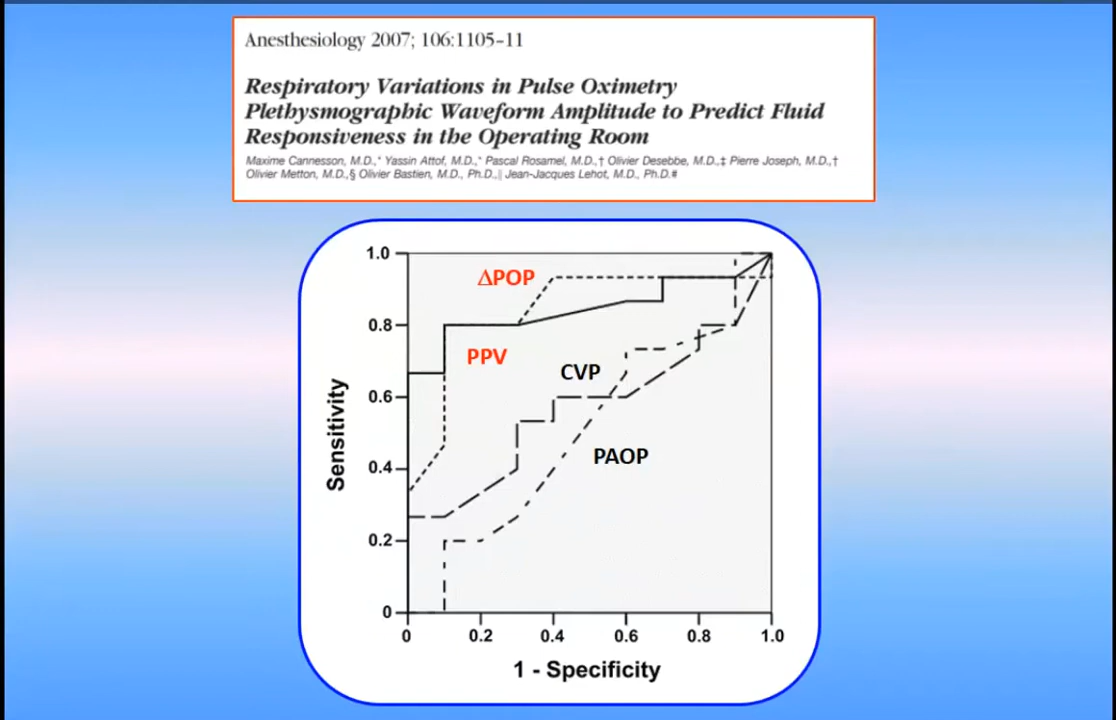 Anesthesiology 2007; 106:1105–11
Respiratory Variations in Pulse Oximetry
Plethysmographic Waveform Amplitude to Predict Fluid
Responsiveness in the Operating Room
Maxime Cannesson, M.D.,* Yassin Attof, M.D.,* Pascal Rosamel, M.D.,† Olivier Desebbe, M.D.,‡ Pierre Joseph, M.D.,†
Olivier Metton, M.D.,§ Olivier Bastien, M.D., Ph.D.,|| Jean-Jacques Lehot, M.D., Ph.D.#
1.0
0.8
0.6
0.4
0.2
0
Sensitivity
ΔPOP
PPV
CVP
PAOP
0 0.2 0.4 0.6 0.8 1.0
1 - Specificity